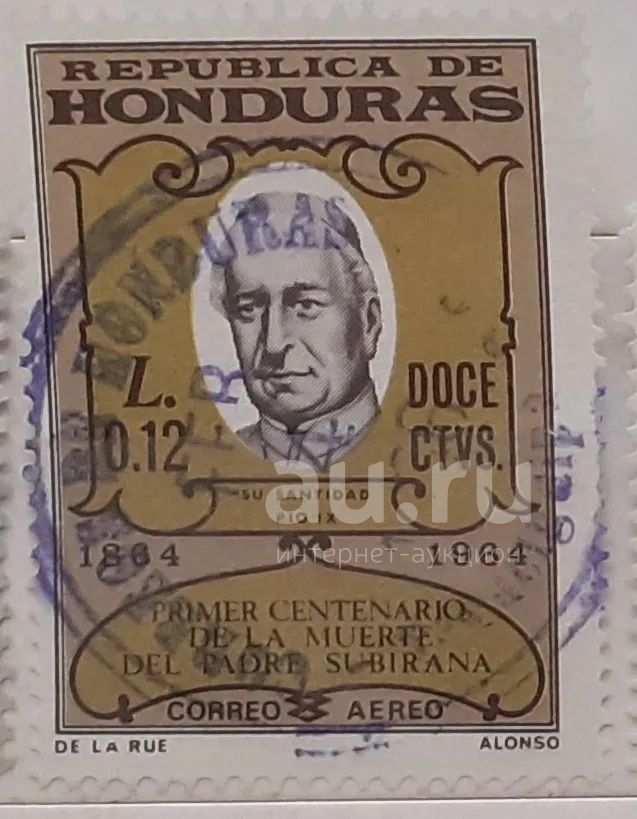 REPUBLICA DE
HONDURAS
HONDURAS
L.
0.12
DOCE
CTVS.
SU SANTIDAD
PIO IX
au.ru
интернет-аукцион
1864 1964
PRIMER CENTENARIO
DE LA MUERTE
DEL PADRE SUBIRANA
CORREO AEREO
DE LA RUE ALONSO